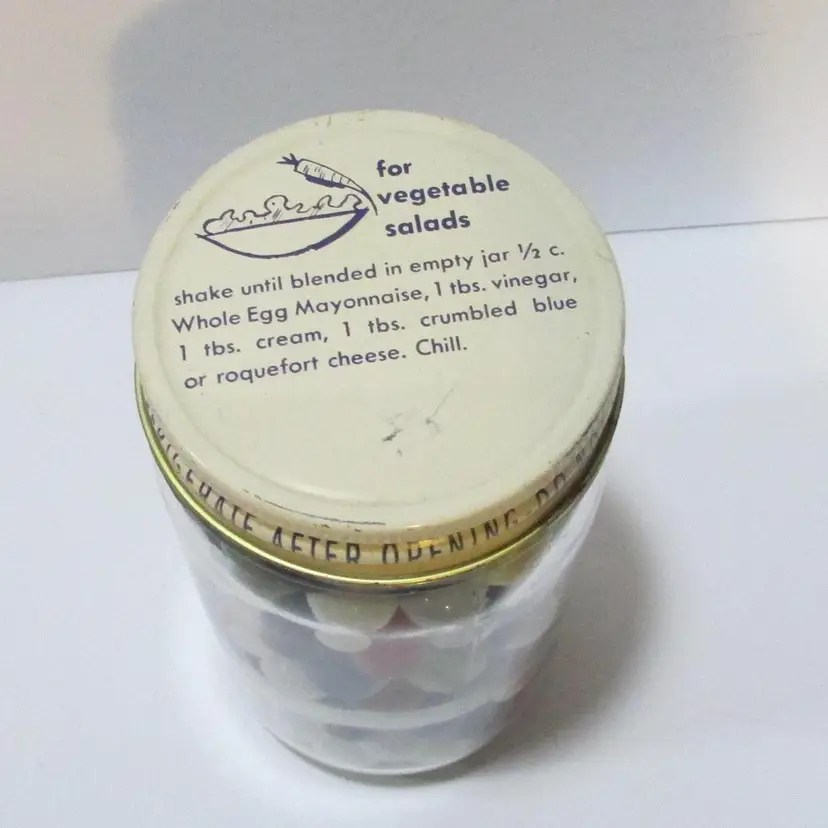 for
vegetable
salads
shake until blended in empty jar ½ c.
Whole Egg Mayonnaise, 1 tbs. vinegar,
1 tbs. cream, 1 tbs. crumbled blue
or roquefort cheese. Chill.
AFTER OPENING DO